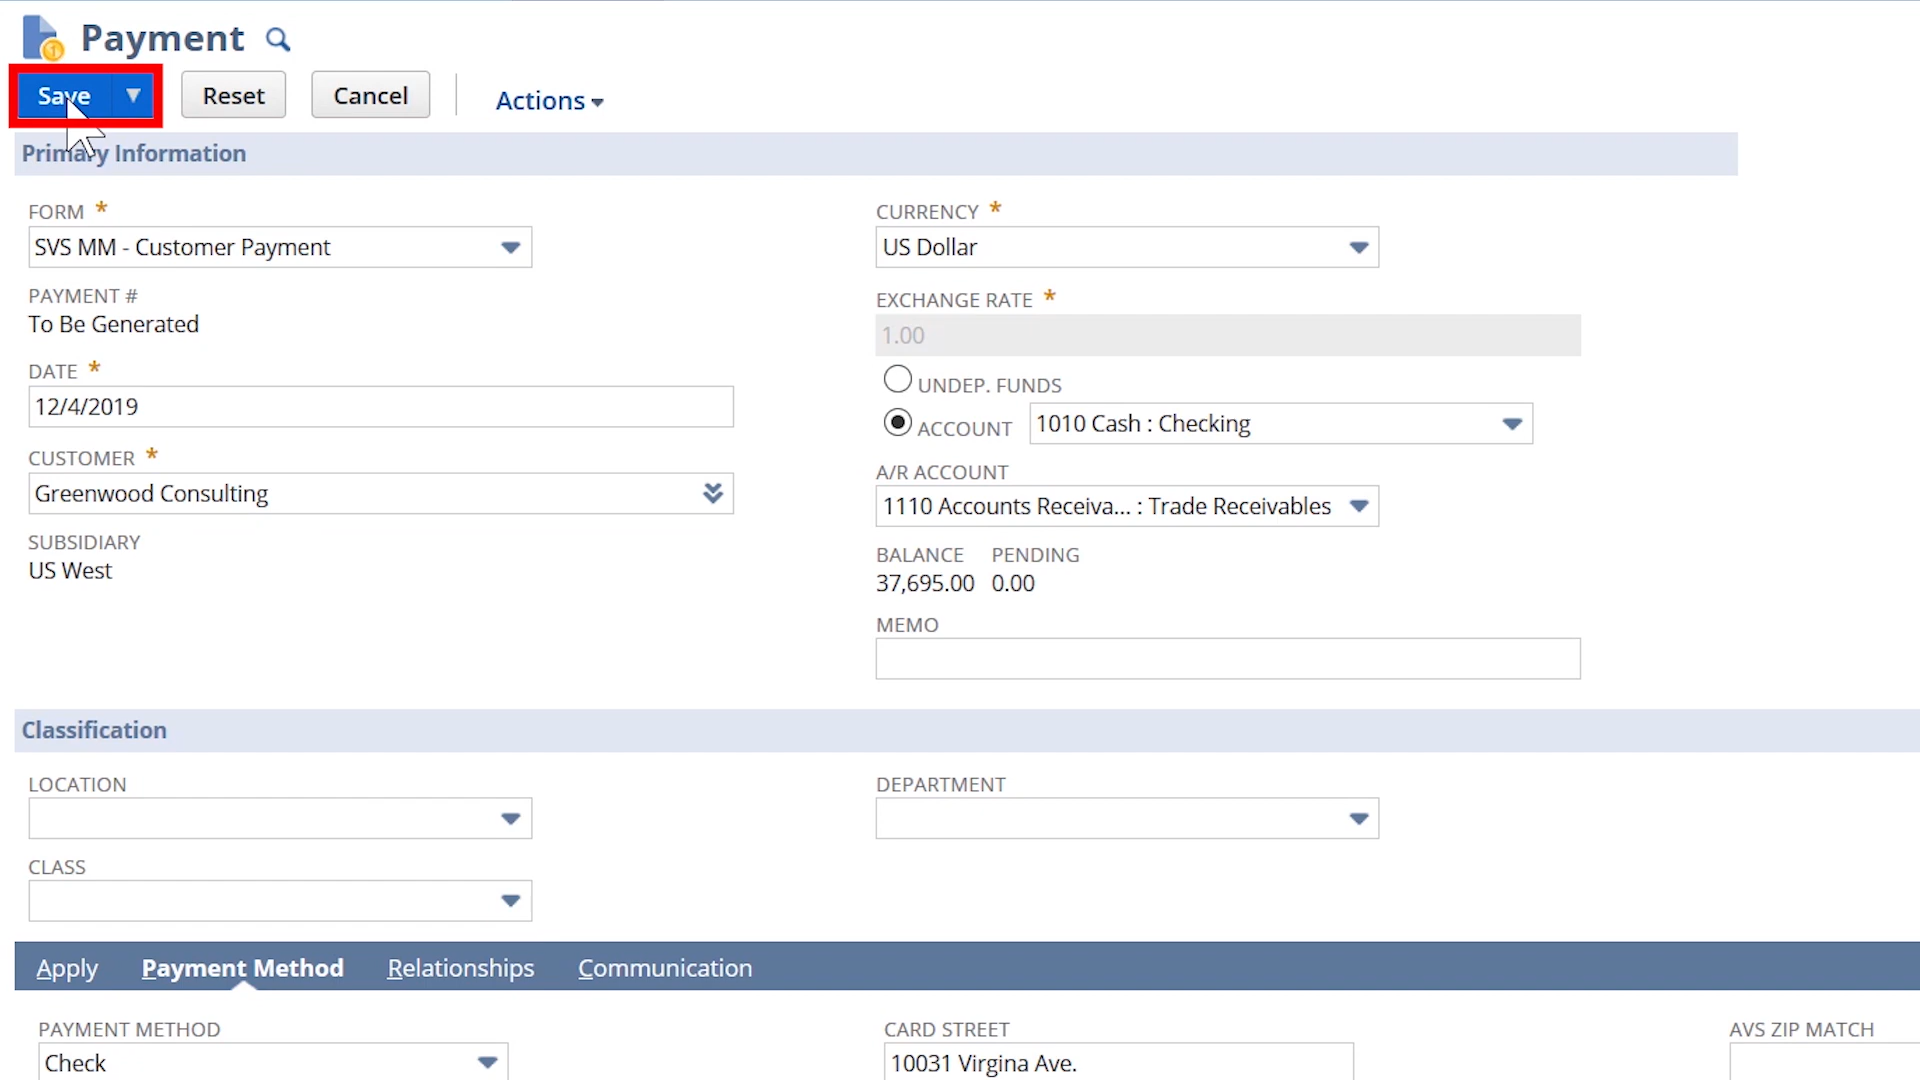 Payment
Save
Reset
Cancel
Actions
Primary Information
FORM *
SVS MM - Customer Payment
PAYMENT #
To Be Generated
DATE *
12/4/2019
CUSTOMER *
Greenwood Consulting
SUBSIDIARY
US West
CURRENCY *
US Dollar
EXCHANGE RATE *
1.00
UNDEP. FUNDS
ACCOUNT 1010 Cash : Checking
A/R ACCOUNT
1110 Accounts Receiva... : Trade Receivables
BALANCE PENDING
37,695.00 0.00
MEMO
Classification
LOCATION
CLASS
DEPARTMENT
Apply Payment Method Relationships Communication
PAYMENT METHOD
Check
CARD STREET
10031 Virgina Ave.
AVS ZIP MATCH